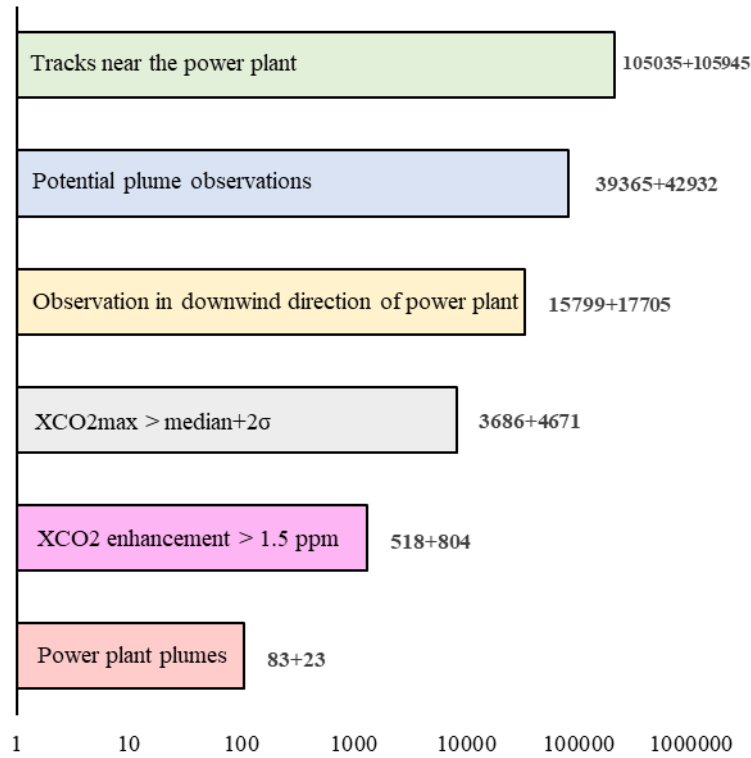 Tracks near the power plant 105035+105945
Potential plume observations 39365+42932
Observation in downwind direction of power plant 15799+17705
XCO2max > median+2σ 3686+4671
XCO2 enhancement > 1.5 ppm 518+804
Power plant plumes 83+23
1 10 100 1000 10000 100000 1000000